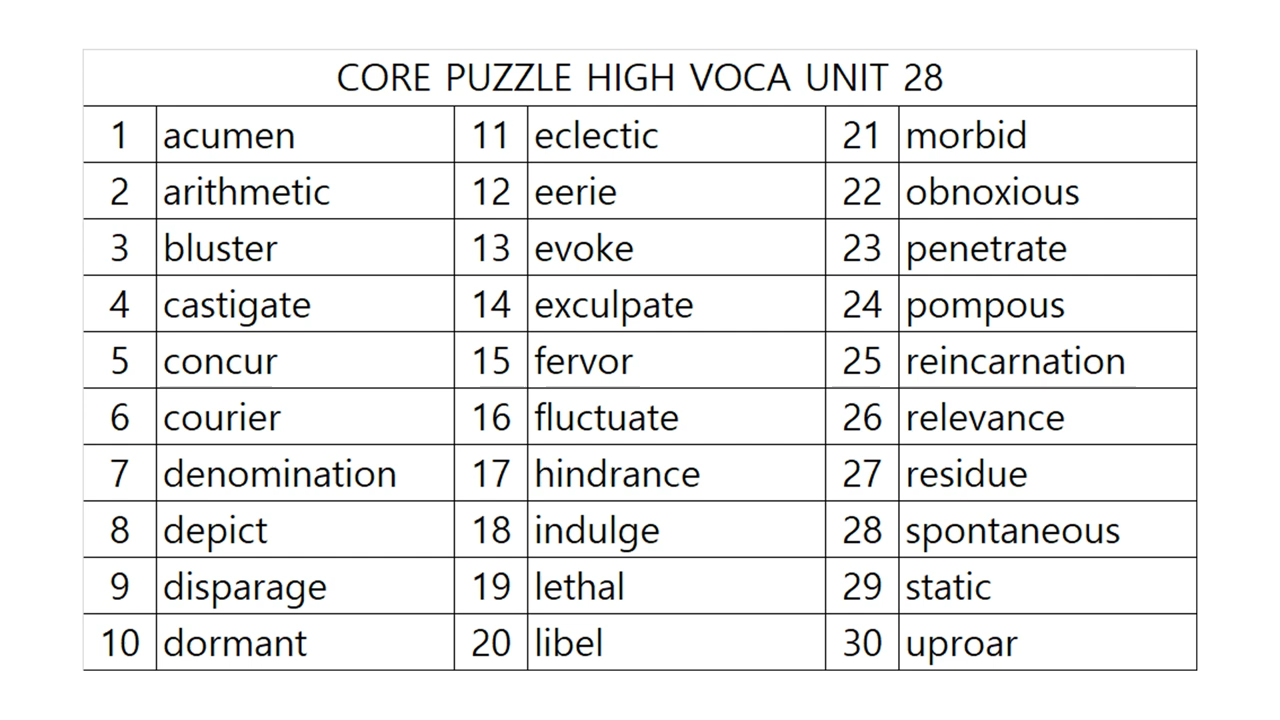 CORE PUZZLE HIGH VOCA UNIT 28
1 acumen 11 eclectic 21 morbid
2 arithmetic 12 eerie 22 obnoxious
3 bluster 13 evoke 23 penetrate
4 castigate 14 exculpate 24 pompous
5 concur 15 fervor 25 reincarnation
6 courier 16 fluctuate 26 relevance
7 denomination 17 hindrance 27 residue
8 depict 18 indulge 28 spontaneous
9 disparage 19 lethal 29 static
10 dormant 20 libel 30 uproar